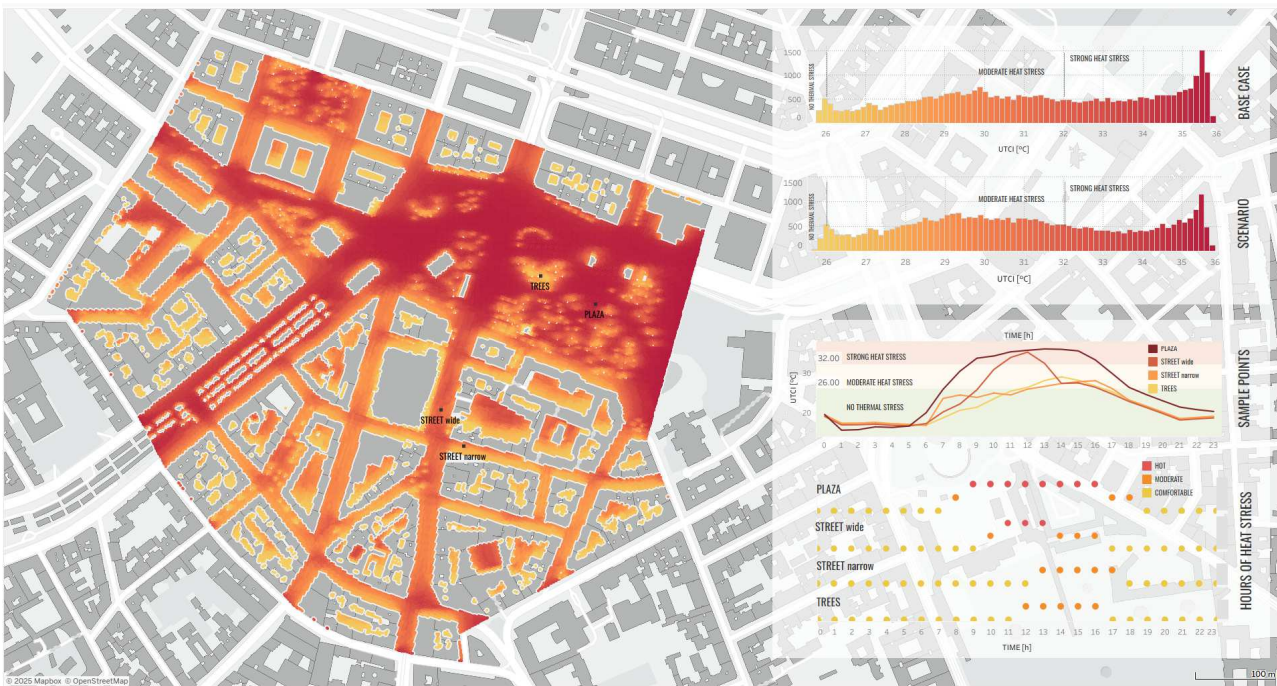 1500
1000
500
0
NO THERMAL STRESS
MODERATE HEAT STRESS
STRONG HEAT STRESS
26 27 28 29 30 31 32 33 34 35 36
UTCI [ºC]
BASE CASE
1500
1000
500
0
NO THERMAL STRESS
MODERATE HEAT STRESS
STRONG HEAT STRESS
26 27 28 29 30 31 32 33 34 35 36
UTCI [ºC]
SCENARIO
TREES
PLAZA
STREET wide
STREET narrow
TIME [h]
32.00 STRONG HEAT STRESS
30
26.00 MODERATE HEAT STRESS
NO THERMAL STRESS
20
UTCI [ºC]
PLAZA
STREET wide
STREET narrow
TREES
0 1 2 3 4 5 6 7 8 9 10 11 12 13 14 15 16 17 18 19 20 21 22 23
SAMPLE POINTS
HOT
MODERATE
COMFORTABLE
PLAZA
STREET wide
STREET narrow
TREES
0 1 2 3 4 5 6 7 8 9 10 11 12 13 14 15 16 17 18 19 20 21 22 23
TIME [h]
HOURS OF HEAT STRESS
© 2025 Mapbox © OpenStreetMap
100 m